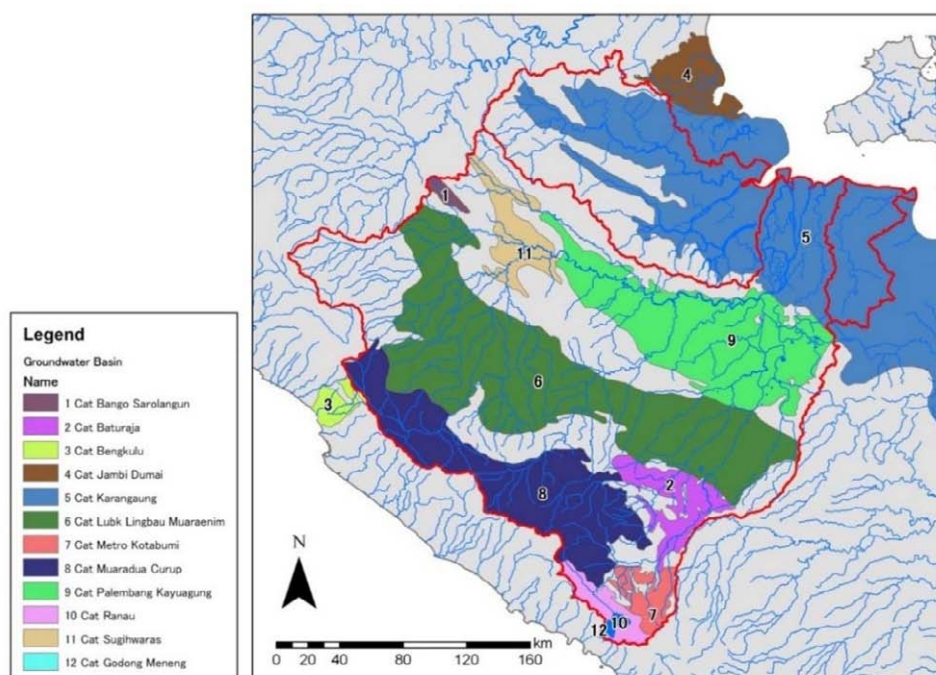 Legend
Groundwater Basin
Name
1 Cat Bango Sarolangun
2 Cat Baturaja
3 Cat Bengkulu
4 Cat Jambi Dumai
5 Cat Karangaung
6 Cat Lubk Lingbau Muaraenim
7 Cat Metro Kotabumi
8 Cat Muaradua Curup
9 Cat Palembang Kayuagung
10 Cat Ranau
11 Cat Sugihwaras
12 Cat Godong Meneng
4
1
5
11
9
3
6
2
8
7
10
12
N
km
0 20 40 80 120 160